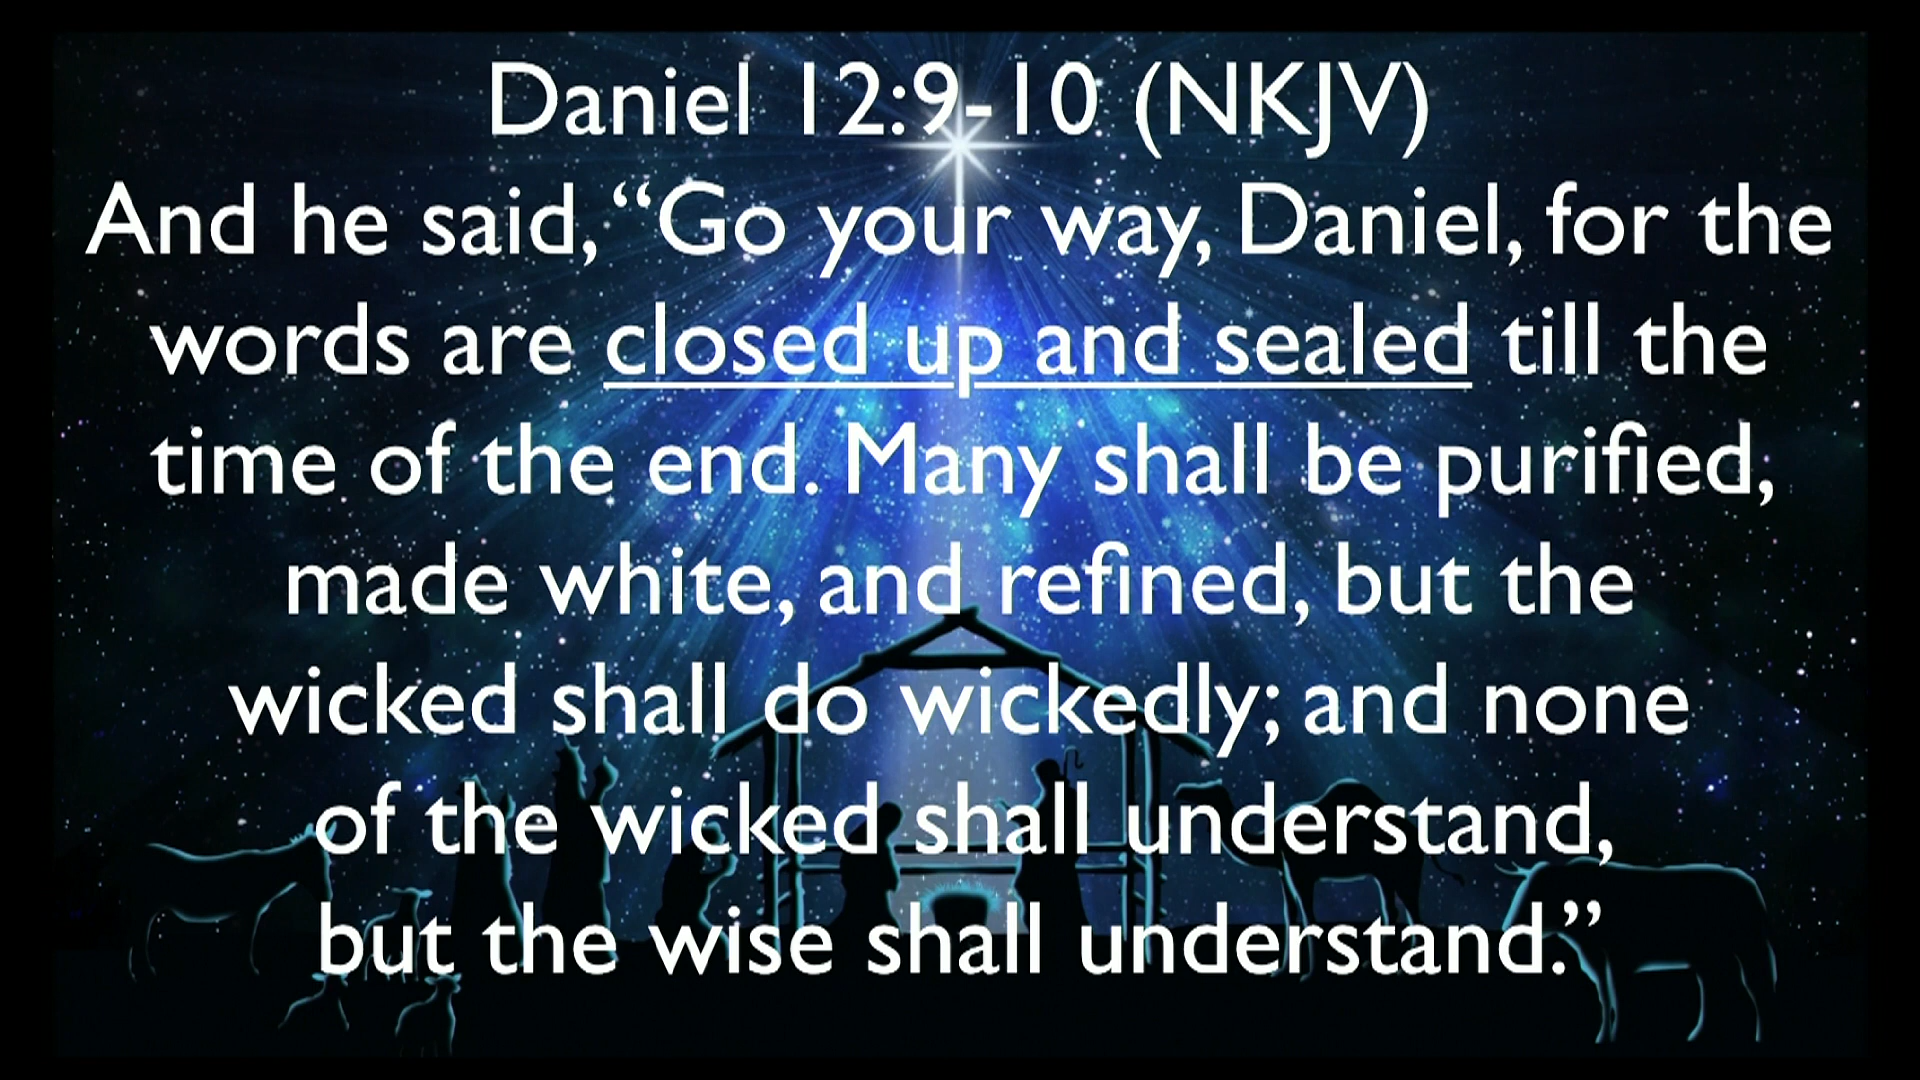 Daniel 12:9-10 (NKJV)
And he said, “Go your way, Daniel, for the
words are closed up and sealed till the
time of the end. Many shall be purified,
made white, and refined, but the
wicked shall do wickedly; and none
of the wicked shall understand,
but the wise shall understand.”